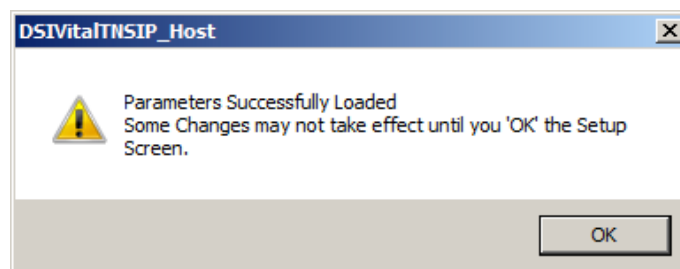 DSIVitalTNSIP_Host
Parameters Successfully Loaded
Some Changes may not take effect until you 'OK' the Setup
Screen.
OK